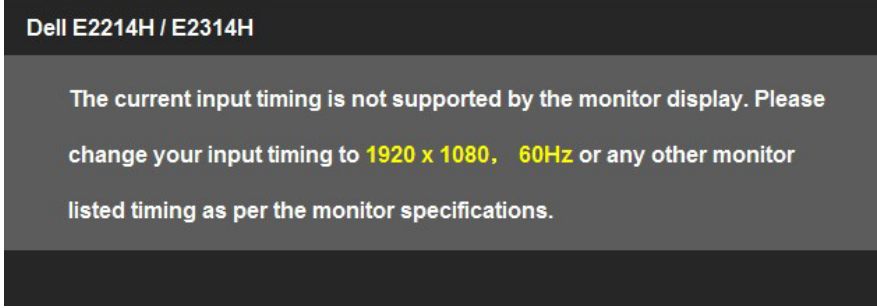 Dell E2214H / E2314H
The current input timing is not supported by the monitor display. Please
change your input timing to 1920 x 1080， 60Hz or any other monitor
listed timing as per the monitor specifications.